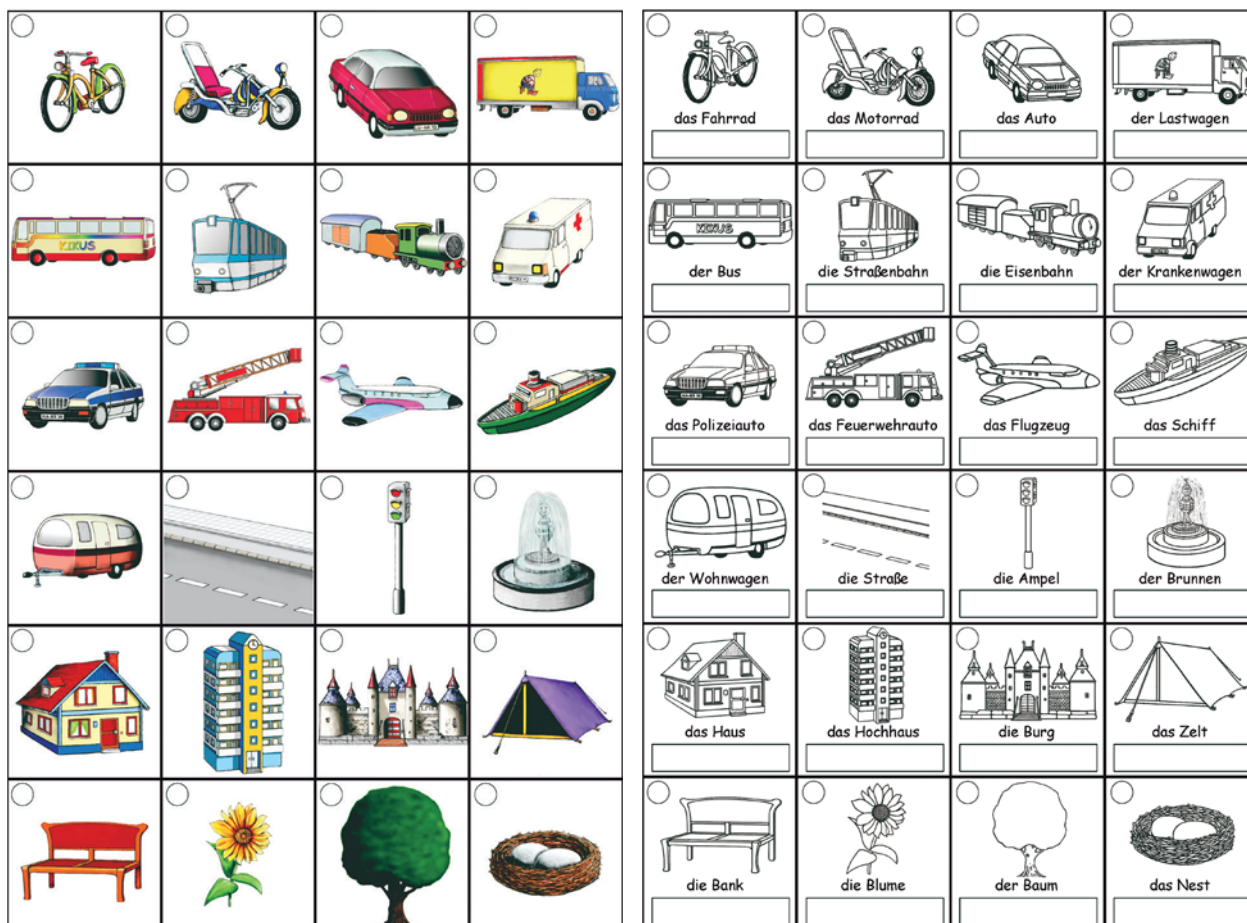 KIKUS
das Fahrrad
das Motorrad
das Auto
der Lastwagen
KIKUS
der Bus
die Straßenbahn
die Eisenbahn
der Krankenwagen
das Polizeiauto
das Feuerwehrauto
das Flugzeug
das Schiff
der Wohnwagen
die Straße
die Ampel
der Brunnen
das Haus
das Hochhaus
die Burg
das Zelt
die Bank
die Blume
der Baum
das Nest